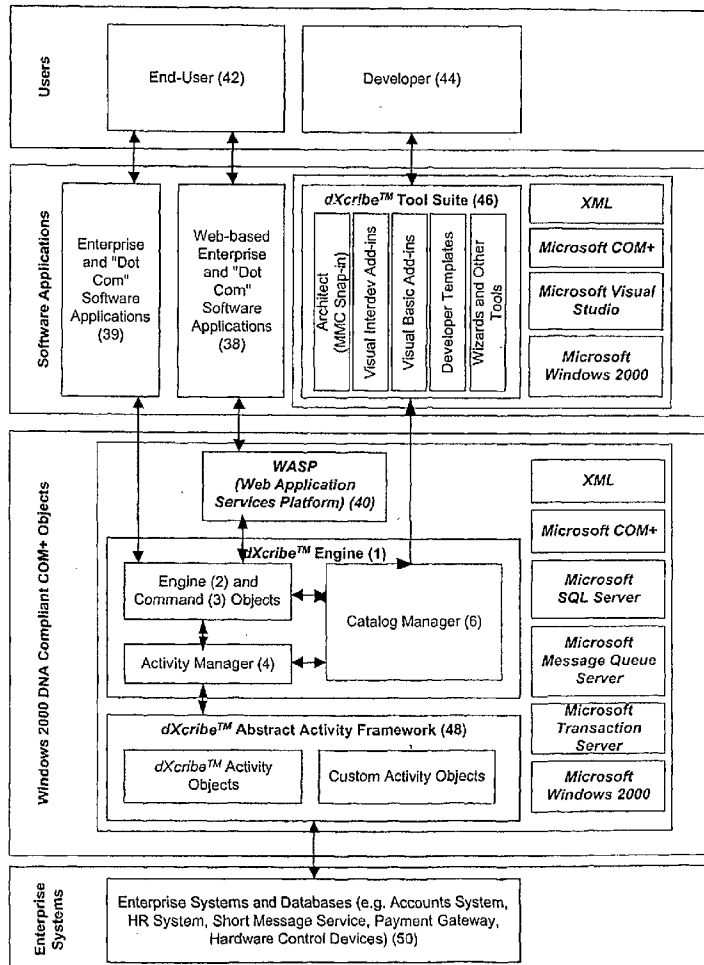 Users
End-User (42)
Developer (44)
Software Applications
Enterprise
and "Dot
Com"
Software
Applications
(39)
Web-based
Enterprise
and "Dot
Com"
Software
Applications
(38)
dXcribe™ Tool Suite (46)
Architect
(MMC Snap-in)
Visual Interdev Add-ins
Visual Basic Add-ins
Developer Templates
Wizards and Other
Tools
XML
Microsoft COM+
Microsoft Visual
Studio
Microsoft
Windows 2000
Windows 2000 DNA Compliant COM+ Objects
WASP
(Web Application
Services Platform) (40)
dXcribe™ Engine (1)
Engine (2) and
Command (3) Objects
Catalog Manager (6)
Activity Manager (4)
dXcribe™ Abstract Activity Framework (48)
dXcribe™ Activity
Objects
Custom Activity Objects
XML
Microsoft COM+
Microsoft
SQL Server
Microsoft
Message Queue
Server
Microsoft
Transaction
Server
Microsoft
Windows 2000
Enterprise
Systems
Enterprise Systems and Databases (e.g. Accounts System,
HR System, Short Message Service, Payment Gateway,
Hardware Control Devices) (50)